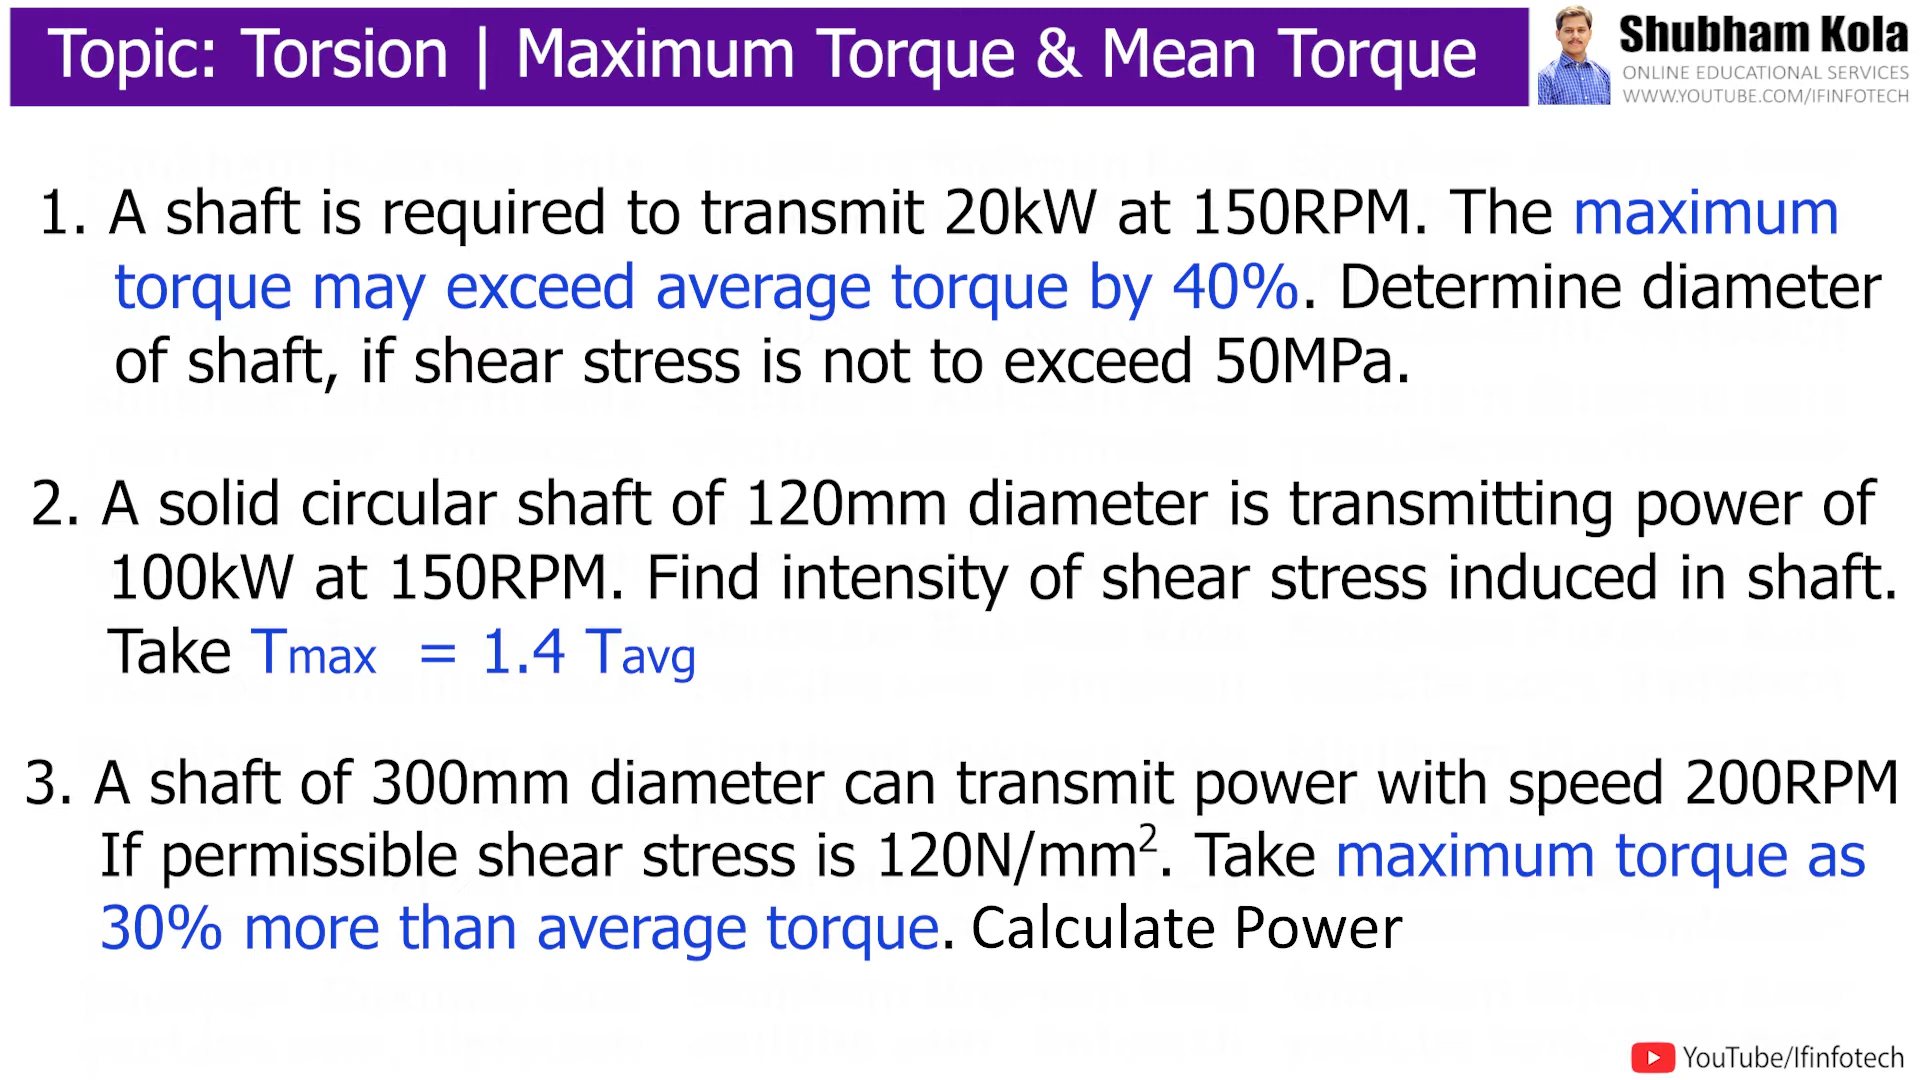 Topic: Torsion | Maximum Torque & Mean Torque
Shubham Kola
ONLINE EDUCATIONAL SERVICES
WWW.YOUTUBE.COM/IFINFOTECH
1. A shaft is required to transmit 20kW at 150RPM. The maximum
torque may exceed average torque by 40%. Determine diameter
of shaft, if shear stress is not to exceed 50MPa.
2. A solid circular shaft of 120mm diameter is transmitting power of
100kW at 150RPM. Find intensity of shear stress induced in shaft.
Take Tmax = 1.4 Tavg
3. A shaft of 300mm diameter can transmit power with speed 200RPM
If permissible shear stress is 120N/mm². Take maximum torque as
30% more than average torque. Calculate Power
YouTube/Ifinfotech